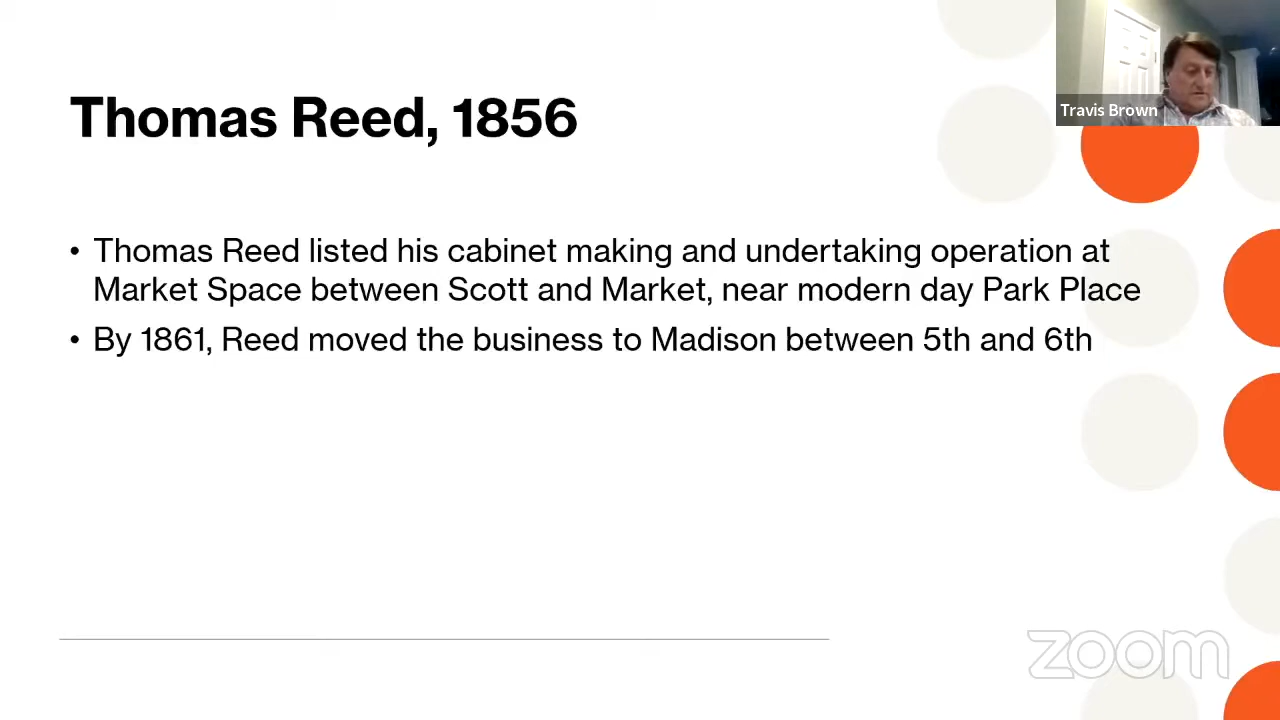 Thomas Reed, 1856
Travis Brown
• Thomas Reed listed his cabinet making and undertaking operation at
Market Space between Scott and Market, near modern day Park Place
• By 1861, Reed moved the business to Madison between 5th and 6th
zoom